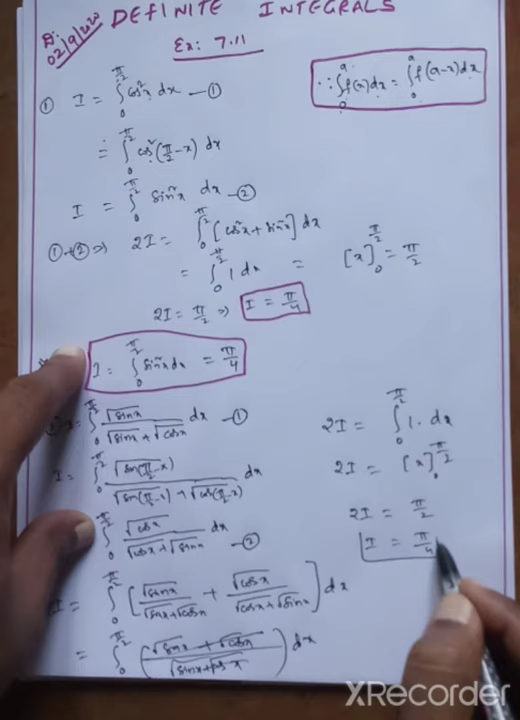 D: 02/9/2020
DEFINITE INTEGRALS
Ex: 7.11
∵ ∫₀ᵃ f(x)dx = ∫₀ᵃ f(a-x)dx
① I = ∫₀^(π/2) cos²x dx —①
= ∫₀^(π/2) cos²(π/2 - x) dx
I = ∫₀^(π/2) sin²x dx —②
①+② ⇒ 2I = ∫₀^(π/2) [cos²x + sin²x] dx
= ∫₀^(π/2) 1 dx = [x]₀^(π/2) = π/2
2I = π/2 ⇒ I = π/4
I = ∫₀^(π/2) sin²x dx = π/4
I = ∫₀^(π/2) √sinx / (√sinx + √cosx) dx —①
I = ∫₀^(π/2) √sin(π/2 - x) / (√sin(π/2 - x) + √cos(π/2 - x)) dx
∫₀^(π/2) √cosx / (√cosx + √sinx) dx —②
2I = ∫₀^(π/2) [√sinx / (√sinx + √cosx) + √cosx / (√cosx + √sinx)] dx
= ∫₀^(π/2) ((√sinx + √cosx) / (√sinx + √cosx)) dx
2I = ∫₀^(π/2) 1. dx
2I = [x]₀^(π/2)
2I = π/2
I = π/4
XRecorder